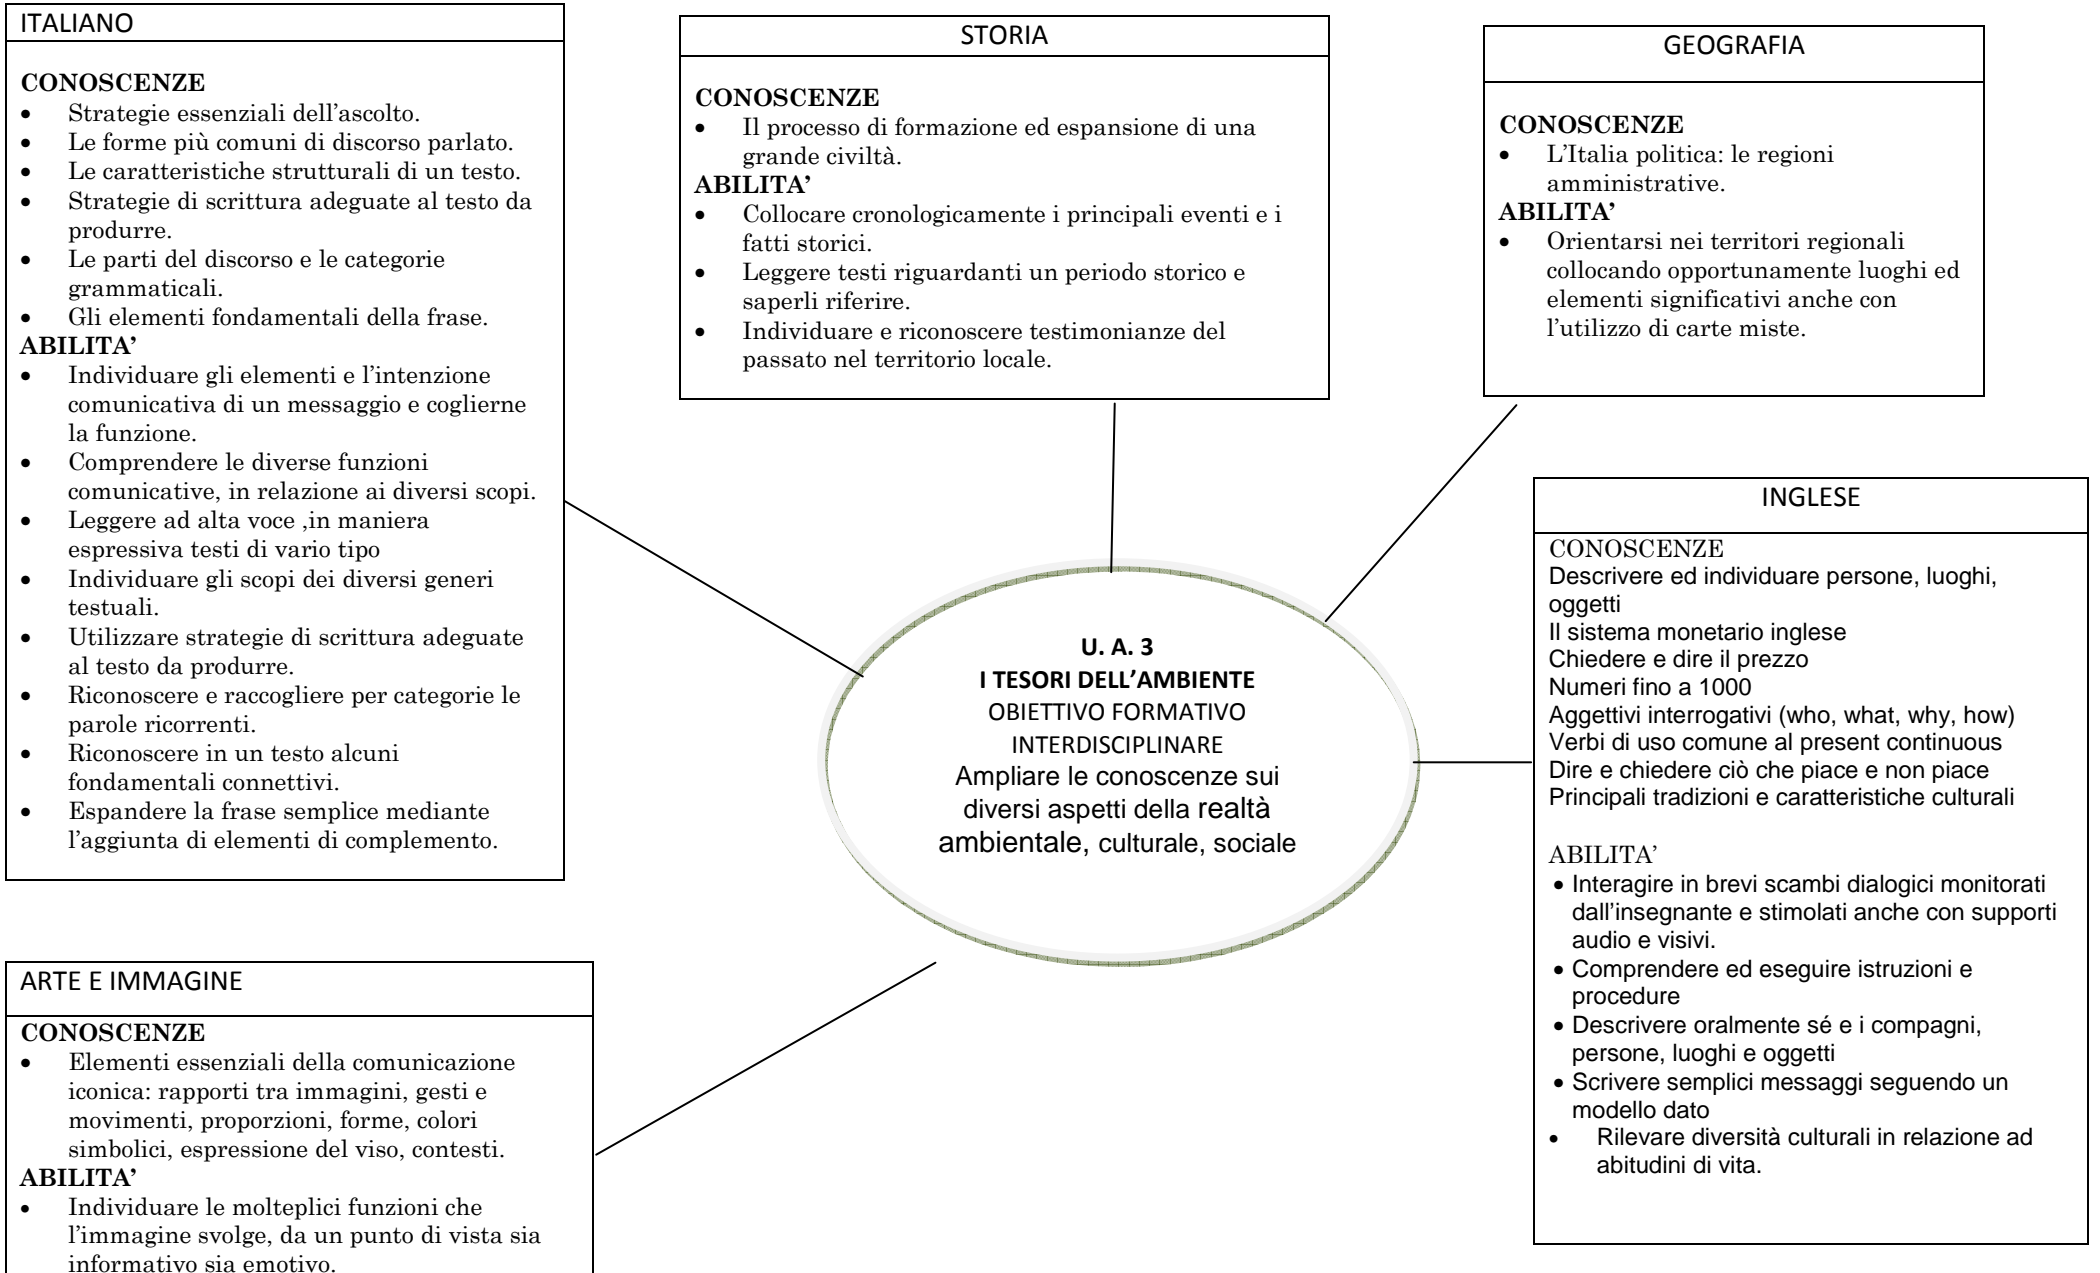 ITALIANO
CONOSCENZE
• Strategie essenziali dell’ascolto.
• Le forme più comuni di discorso parlato.
• Le caratteristiche strutturali di un testo.
• Strategie di scrittura adeguate al testo da
produrre.
• Le parti del discorso e le categorie
grammaticali.
• Gli elementi fondamentali della frase.
ABILITA’
• Individuare gli elementi e l’intenzione
comunicativa di un messaggio e coglierne
la funzione.
• Comprendere le diverse funzioni
comunicative, in relazione ai diversi scopi.
• Leggere ad alta voce ,in maniera
espressiva testi di vario tipo
• Individuare gli scopi dei diversi generi
testuali.
• Utilizzare strategie di scrittura adeguate
al testo da produrre.
• Riconoscere e raccogliere per categorie le
parole ricorrenti.
• Riconoscere in un testo alcuni
fondamentali connettivi.
• Espandere la frase semplice mediante
l’aggiunta di elementi di complemento.
STORIA
CONOSCENZE
• Il processo di formazione ed espansione di una
grande civiltà.
ABILITA’
• Collocare cronologicamente i principali eventi e i
fatti storici.
• Leggere testi riguardanti un periodo storico e
saperli riferire.
• Individuare e riconoscere testimonianze del
passato nel territorio locale.
GEOGRAFIA
CONOSCENZE
• L’Italia politica: le regioni
amministrative.
ABILITA’
• Orientarsi nei territori regionali
collocando opportunamente luoghi ed
elementi significativi anche con
l’utilizzo di carte miste.
U. A. 3
I TESORI DELL’AMBIENTE
OBIETTIVO FORMATIVO
INTERDISCIPLINARE
Ampliare le conoscenze sui
diversi aspetti della realtà
ambientale, culturale, sociale
INGLESE
CONOSCENZE
Descrivere ed individuare persone, luoghi,
oggetti
Il sistema monetario inglese
Chiedere e dire il prezzo
Numeri fino a 1000
Aggettivi interrogativi (who, what, why, how)
Verbi di uso comune al present continuous
Dire e chiedere ciò che piace e non piace
Principali tradizioni e caratteristiche culturali
ABILITA’
• Interagire in brevi scambi dialogici monitorati
dall’insegnante e stimolati anche con supporti
audio e visivi.
• Comprendere ed eseguire istruzioni e
procedure
• Descrivere oralmente sé e i compagni,
persone, luoghi e oggetti
• Scrivere semplici messaggi seguendo un
modello dato
• Rilevare diversità culturali in relazione ad
abitudini di vita.
ARTE E IMMAGINE
CONOSCENZE
• Elementi essenziali della comunicazione
iconica: rapporti tra immagini, gesti e
movimenti, proporzioni, forme, colori
simbolici, espressione del viso, contesti.
ABILITA’
• Individuare le molteplici funzioni che
l’immagine svolge, da un punto di vista sia
informativo sia emotivo.